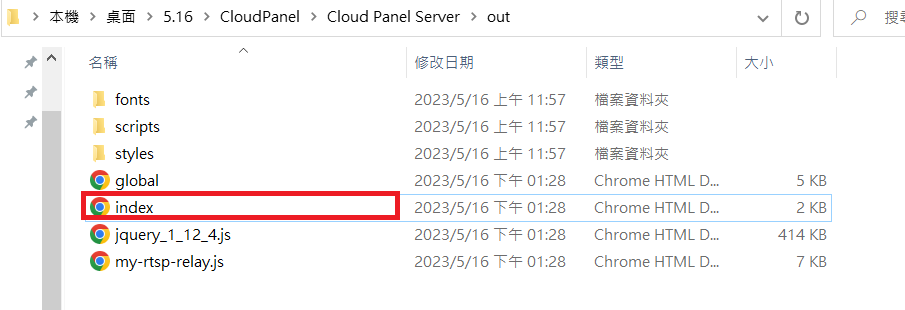 本機 > 桌面 > 5.16 > CloudPanel > Cloud Panel Server > out 搜尋
名稱 修改日期 類型 大小
fonts 2023/5/16 上午 11:57 檔案資料夾
scripts 2023/5/16 上午 11:57 檔案資料夾
styles 2023/5/16 上午 11:57 檔案資料夾
global 2023/5/16 下午 01:28 Chrome HTML D... 5 KB
index 2023/5/16 下午 01:28 Chrome HTML D... 2 KB
jquery_1_12_4.js 2023/5/16 下午 01:28 Chrome HTML D... 414 KB
my-rtsp-relay.js 2023/5/16 下午 01:28 Chrome HTML D... 7 KB